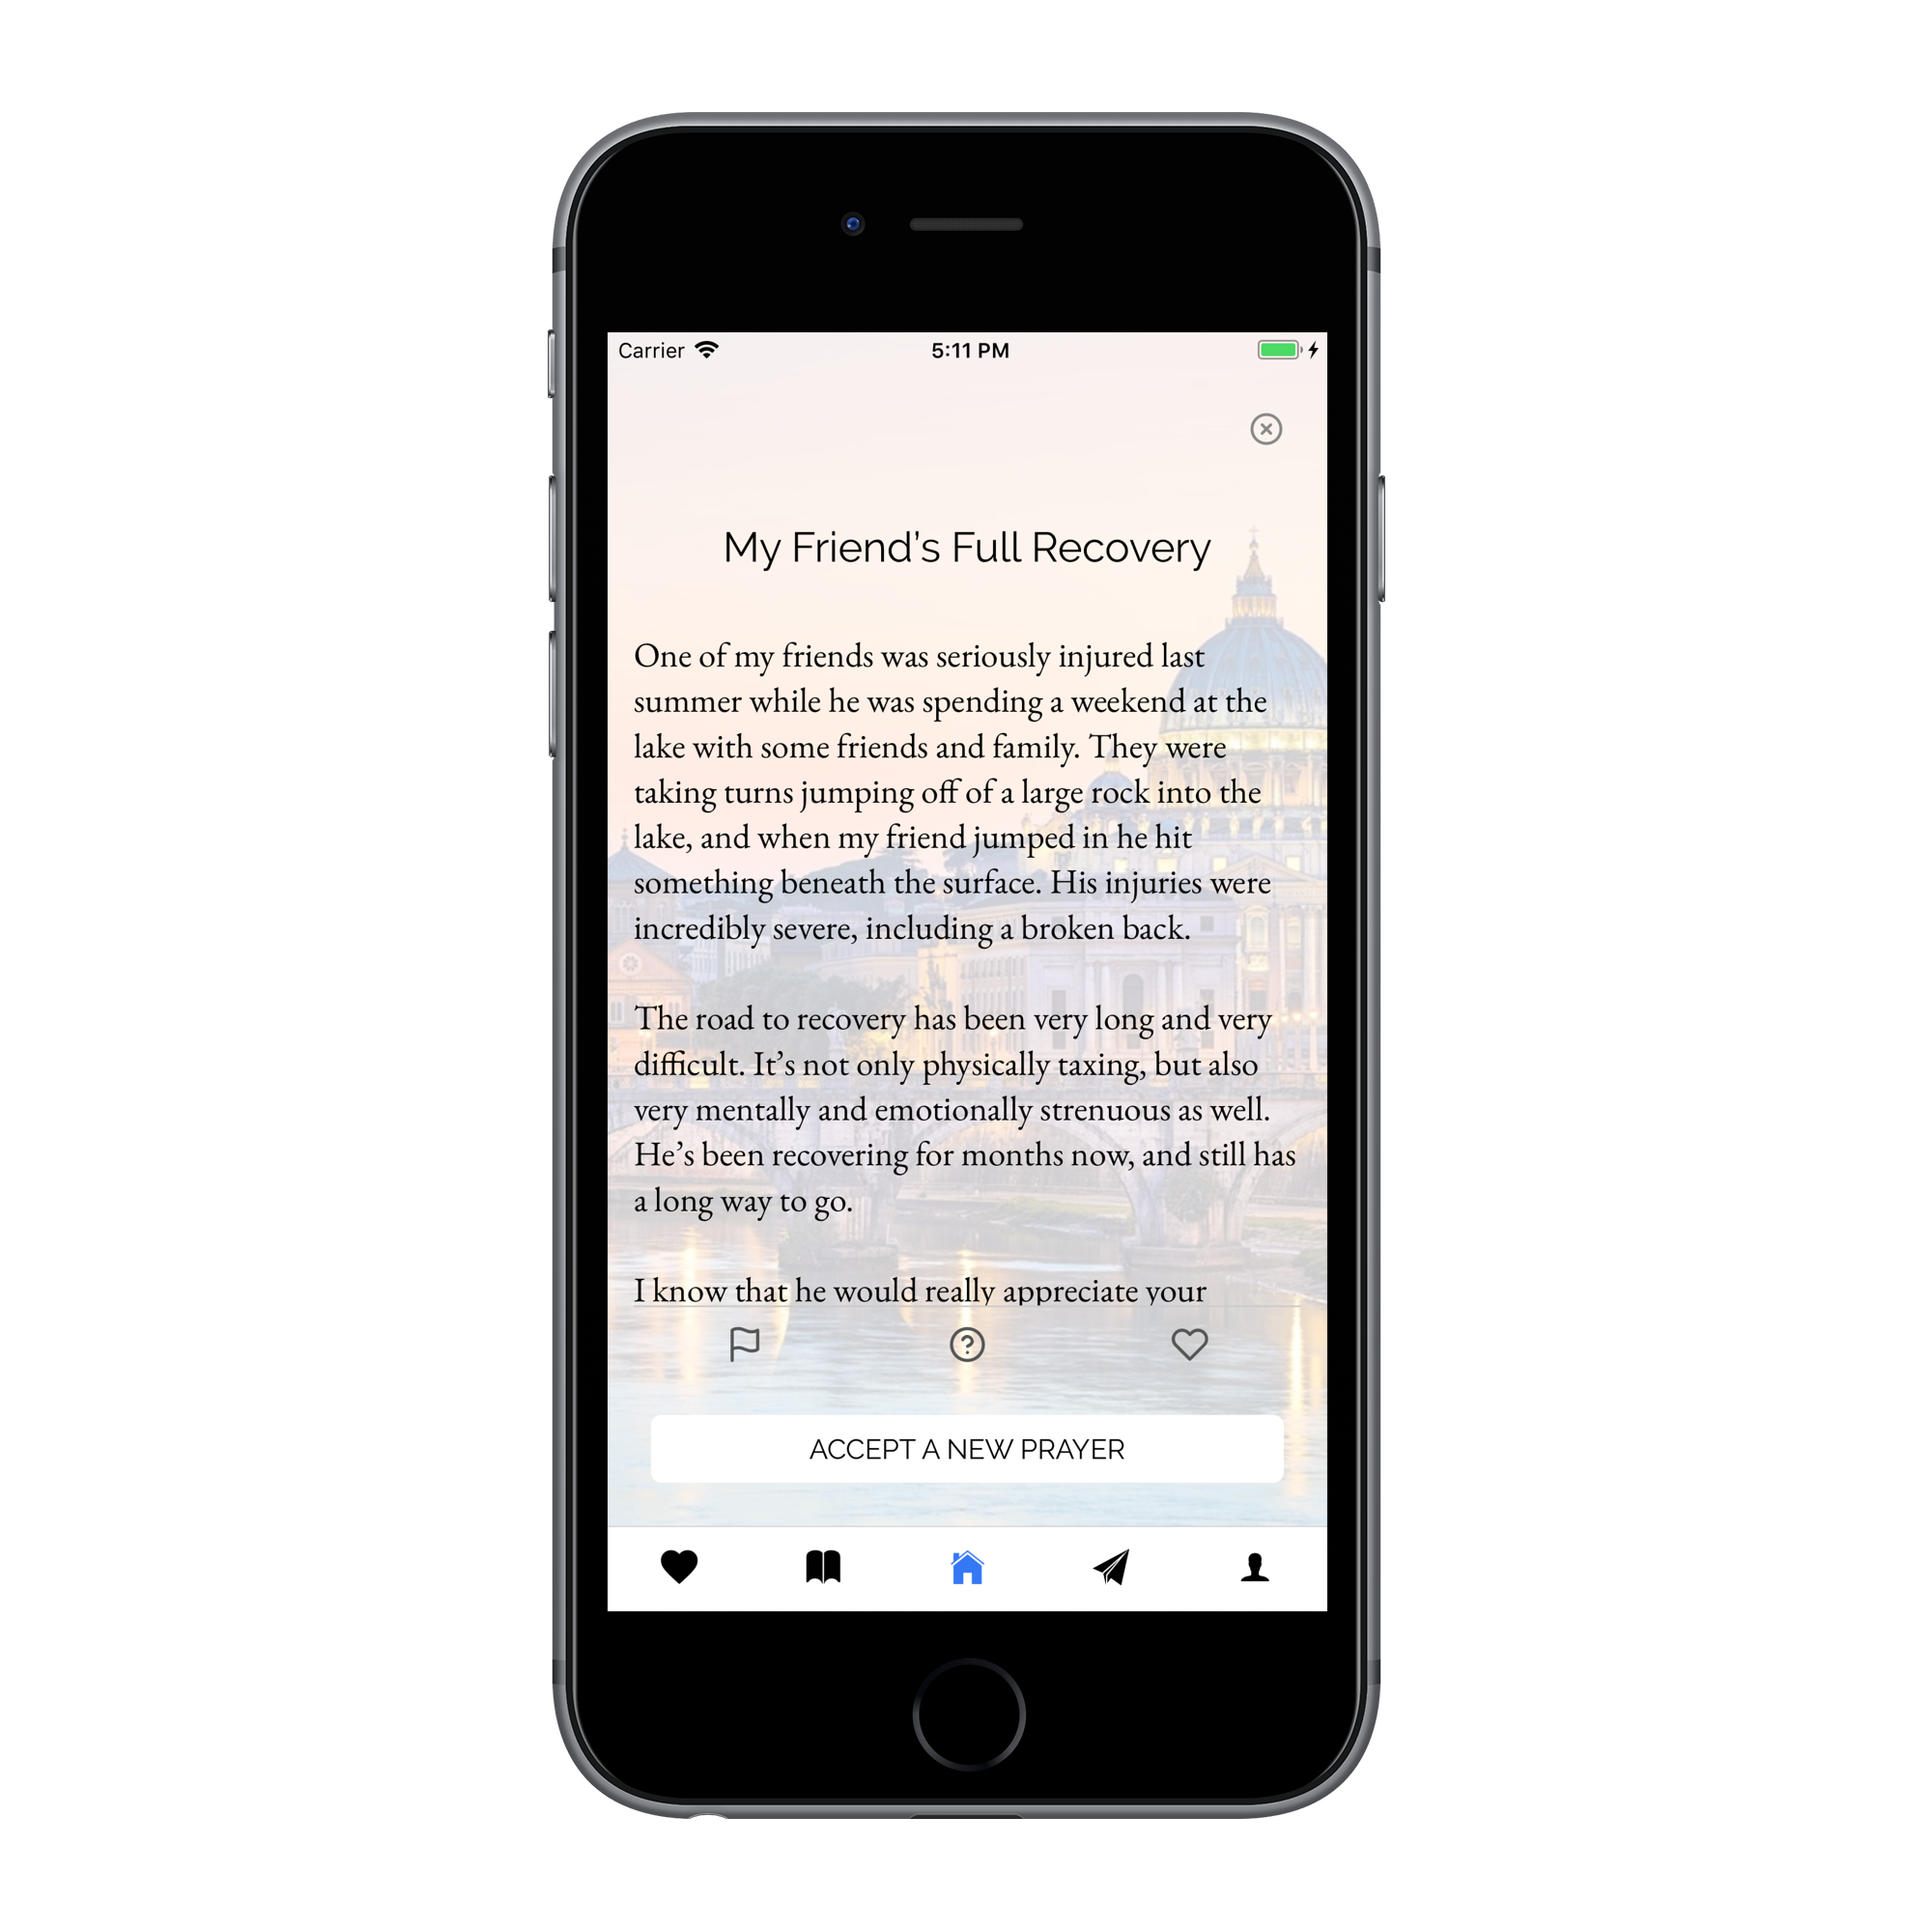 Carrier 5:11 PM
My Friend’s Full Recovery
One of my friends was seriously injured last
summer while he was spending a weekend at the
lake with some friends and family. They were
taking turns jumping off of a large rock into the
lake, and when my friend jumped in he hit
something beneath the surface. His injuries were
incredibly severe, including a broken back.
The road to recovery has been very long and very
difficult. It’s not only physically taxing, but also
very mentally and emotionally strenuous as well.
He’s been recovering for months now, and still has
a long way to go.
I know that he would really appreciate your
ACCEPT A NEW PRAYER